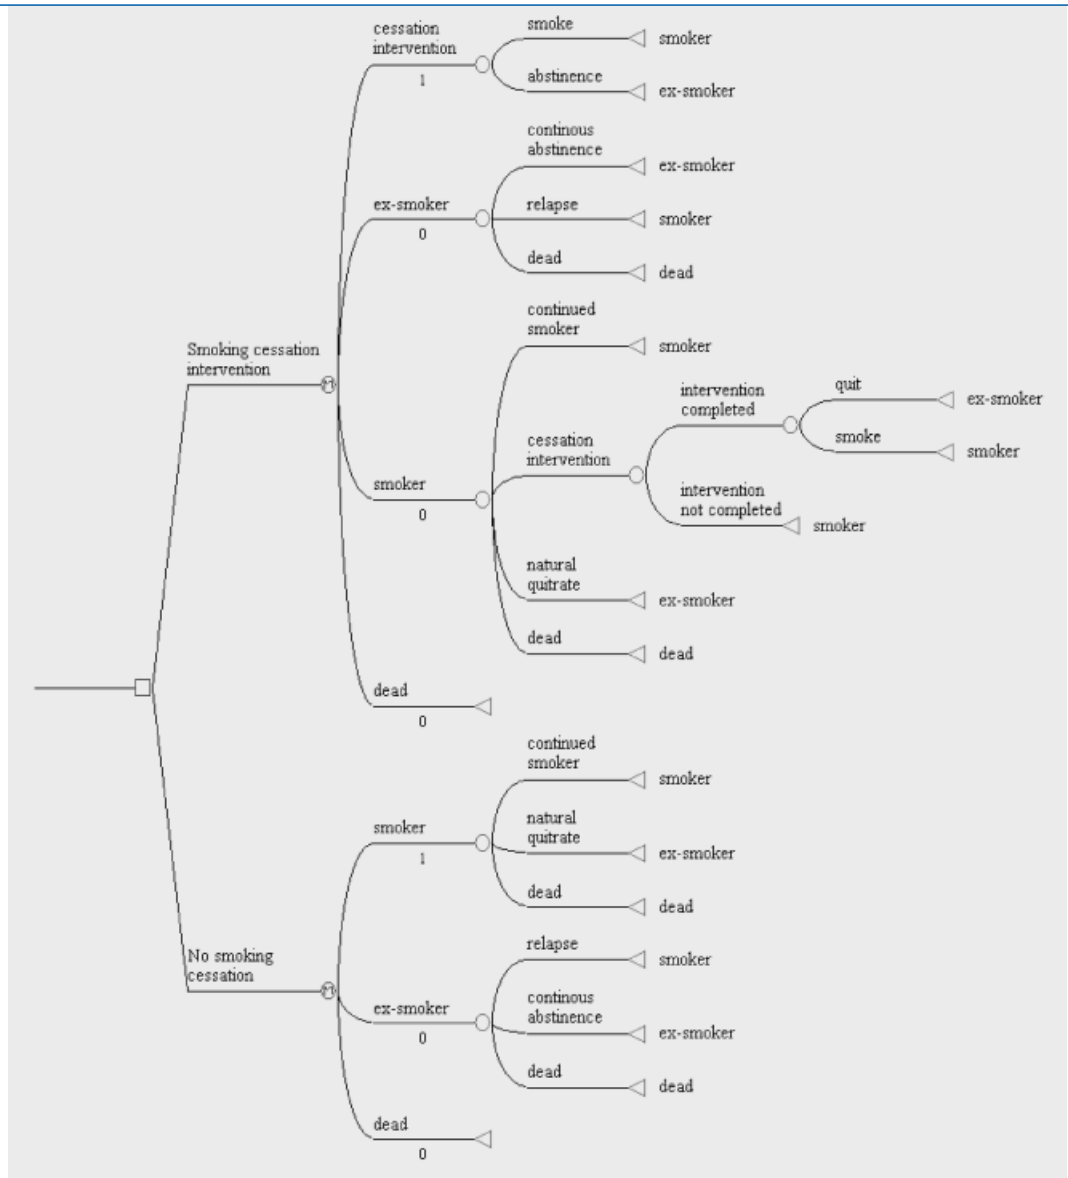 cessation
intervention
1
smoke
smoker
abstinence
ex-smoker
continous
abstinence
ex-smoker
ex-smoker
0
relapse
smoker
dead
dead
Smoking cessation
intervention
M
continued
smoker
smoker
smoker
0
cessation
intervention
intervention
completed
quit
ex-smoker
smoke
smoker
intervention
not completed
smoker
natural
quitrate
ex-smoker
dead
dead
dead
0
No smoking
cessation
M
smoker
1
continued
smoker
smoker
natural
quitrate
ex-smoker
dead
dead
ex-smoker
0
relapse
smoker
continous
abstinence
ex-smoker
dead
dead
dead
0